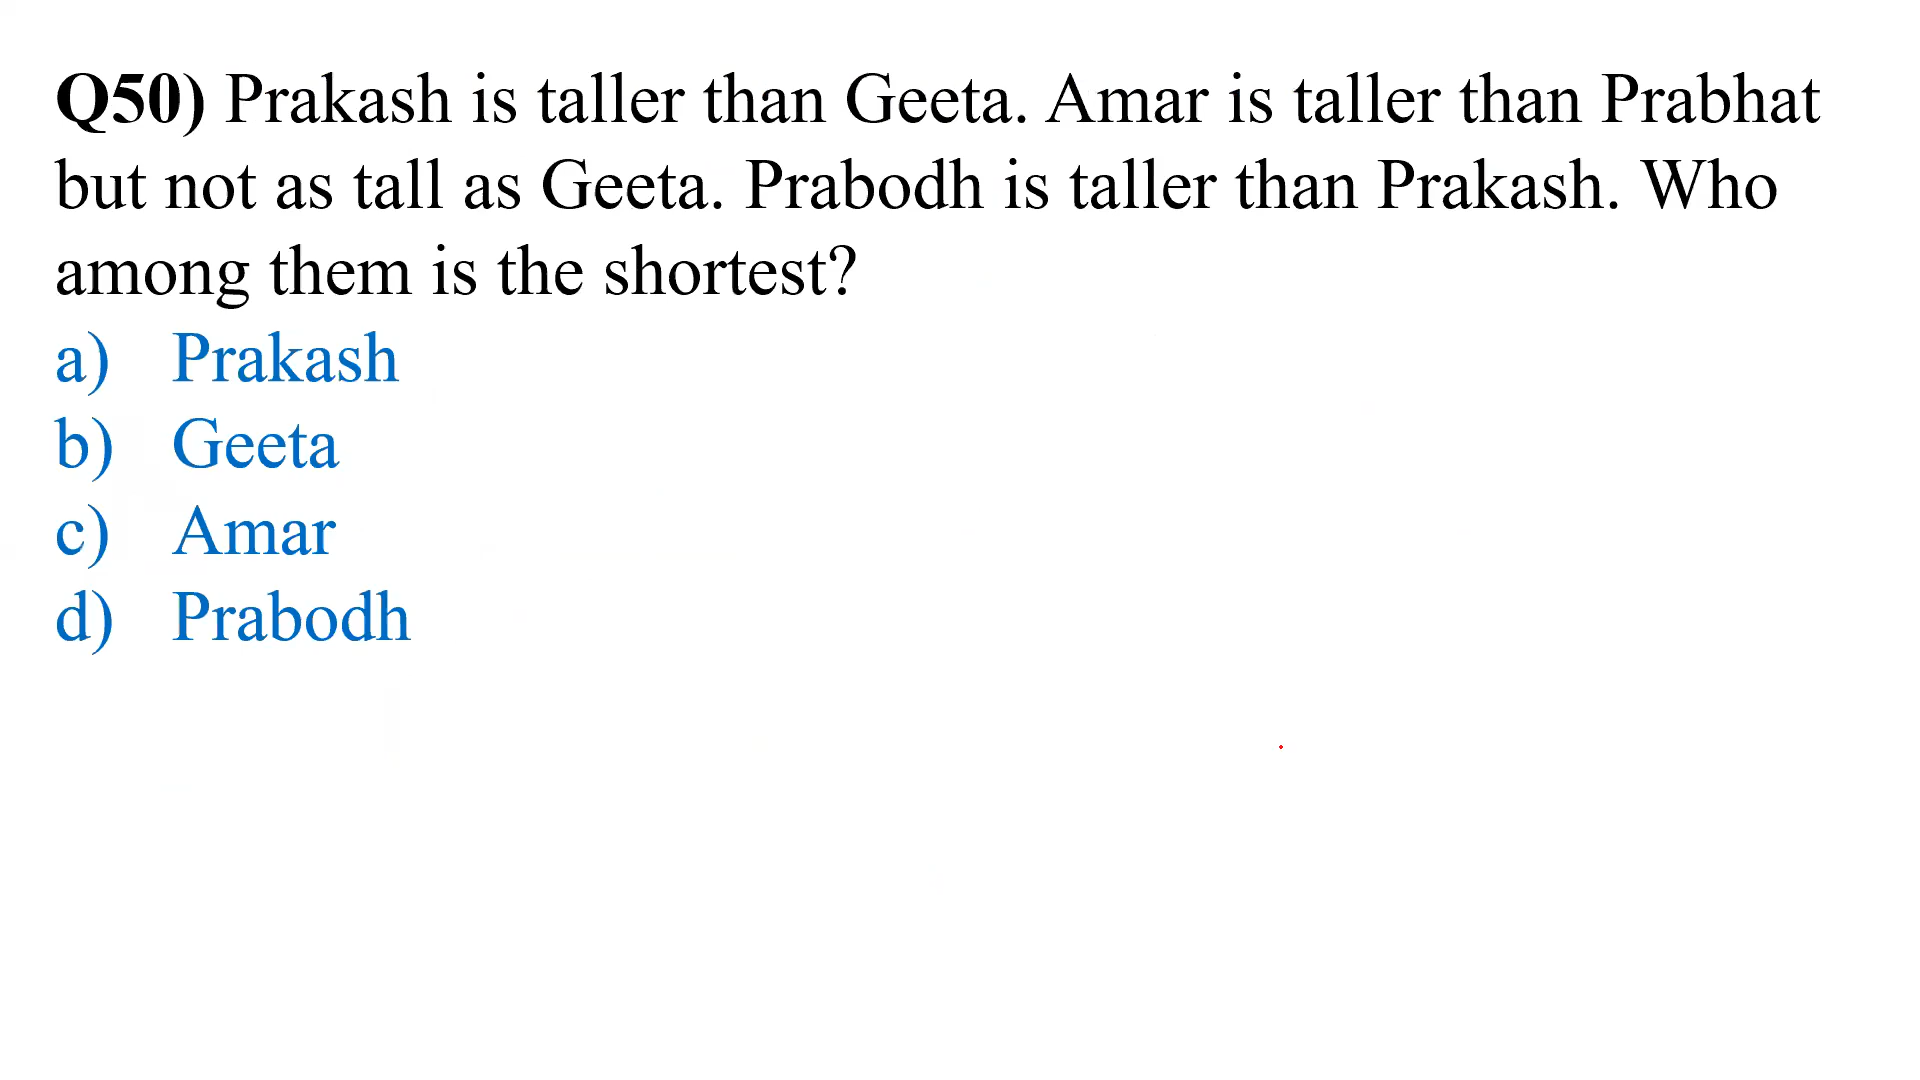 Q50) Prakash is taller than Geeta. Amar is taller than Prabhat
but not as tall as Geeta. Prabodh is taller than Prakash. Who
among them is the shortest?
a) Prakash
b) Geeta
c) Amar
d) Prabodh